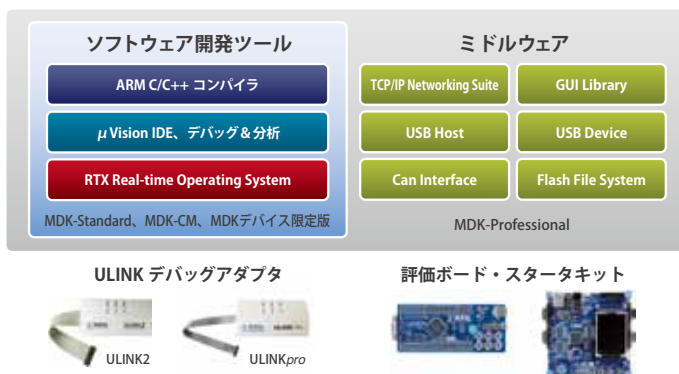 ソフトウェア開発ツール
ARM C/C++ コンパイラ
μVision IDE、デバッグ＆分析
RTX Real-time Operating System
MDK-Standard、MDK-CM、MDKデバイス限定版
ミドルウェア
TCP/IP Networking Suite
GUI Library
USB Host
USB Device
Can Interface
Flash File System
MDK-Professional
ULINK デバッグアダプタ
ULINK2
ULINKpro
評価ボード・スタータキット